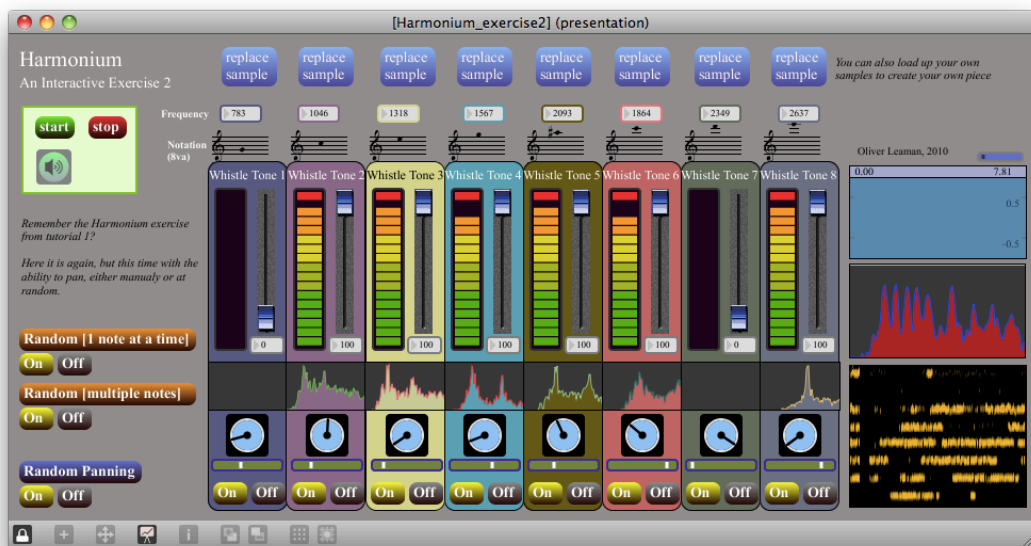 [Harmonium_exercise2] (presentation)
Harmonium
An Interactive Exercise 2
replace
sample
replace
sample
replace
sample
replace
sample
replace
sample
replace
sample
replace
sample
replace
sample
You can also load up your own
samples to create your own piece
start stop
Frequency 783 1046 1318 1567 2093 1864 2349 2637
Notation
(8va)
Oliver Leaman, 2010
Whistle Tone 1 Whistle Tone 2 Whistle Tone 3 Whistle Tone 4 Whistle Tone 5 Whistle Tone 6 Whistle Tone 7 Whistle Tone 8
0.00 7.81
0.5
-0.5
Remember the Harmonium exercise
from tutorial 1?
Here it is again, but this time with the
ability to pan, either manualy or at
random.
0 100 100 100 100 100 0 100
Random [1 note at a time]
On Off
Random [multiple notes]
On Off
Random Panning
On Off
On Off On Off On Off On Off On Off On Off On Off On Off